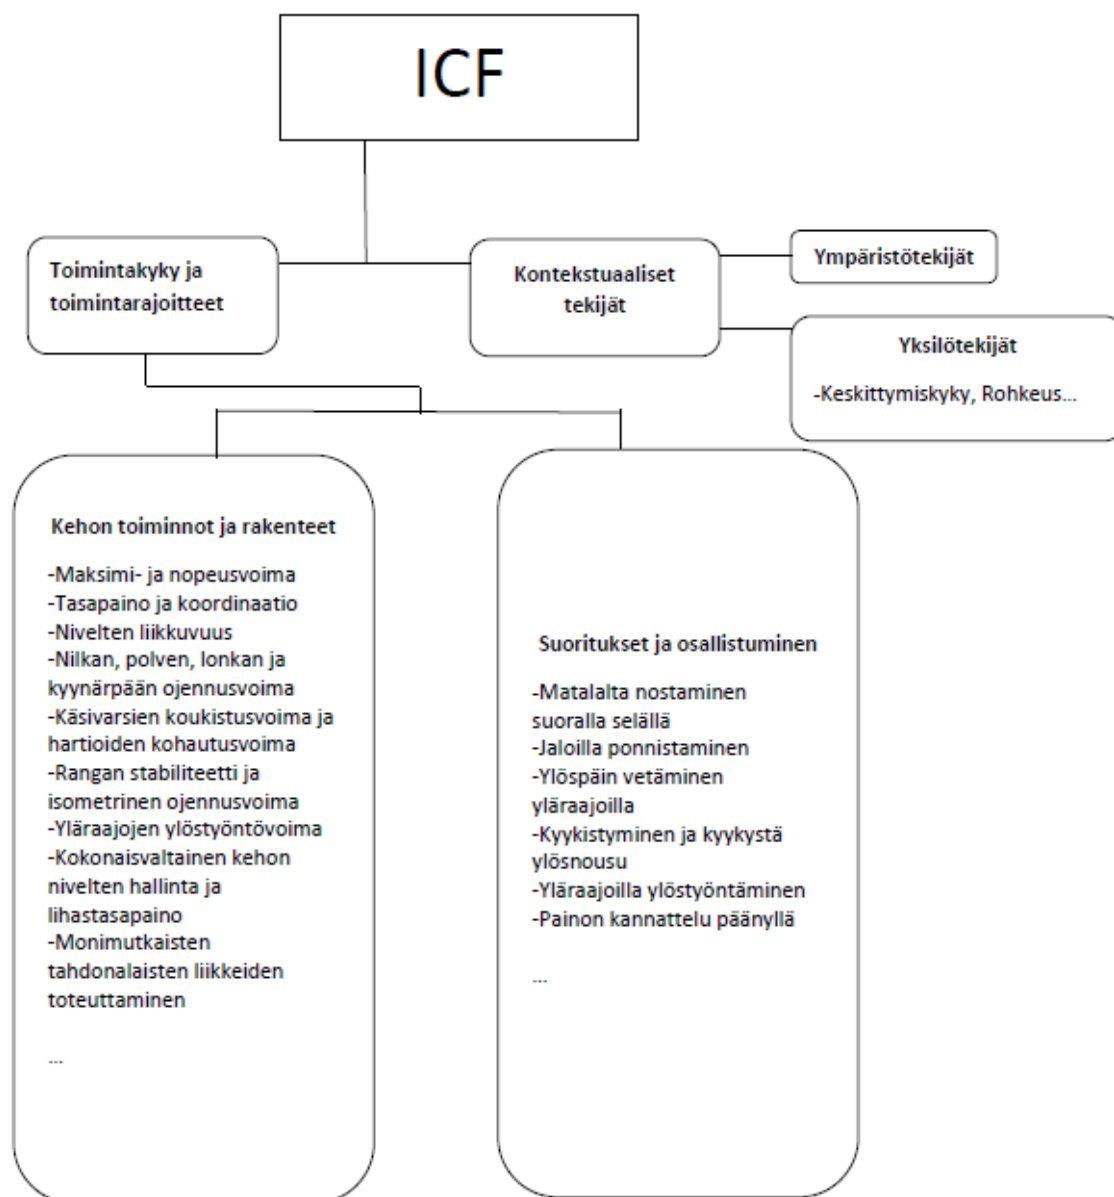 ICF
Toimintakyky ja
toimintarajoitteet
Kontekstuaaliset
tekijät
Ympäristötekijät
Yksilötekijät
-Keskittymiskyky, Rohkeus...
Kehon toiminnot ja rakenteet
-Maksimi- ja nopeusvoima
-Tasapaino ja koordinaatio
-Nivelten liikkuvuus
-Nilkan, polven, lonkan ja
kyynärpään ojennusvoima
-Käsivarsien koukistusvoima ja
hartioiden kohautusvoima
-Rangan stabiliteetti ja
isometrinen ojennusvoima
-Yläraajojen ylöstyöntövoima
-Kokonaisvaltainen kehon
nivelten hallinta ja
lihastasapaino
-Monimutkaisten
tahdonalaisten liikkeiden
toteuttaminen
...
Suoritukset ja osallistuminen
-Matalalta nostaminen
suoralla selällä
-Jaloilla ponnistaminen
-Ylöspäin vetäminen
yläraajoilla
-Kyykistyminen ja kyykystä
ylösnousu
-Yläraajoilla ylöstyöntäminen
-Painon kannattelu päänyllä
...